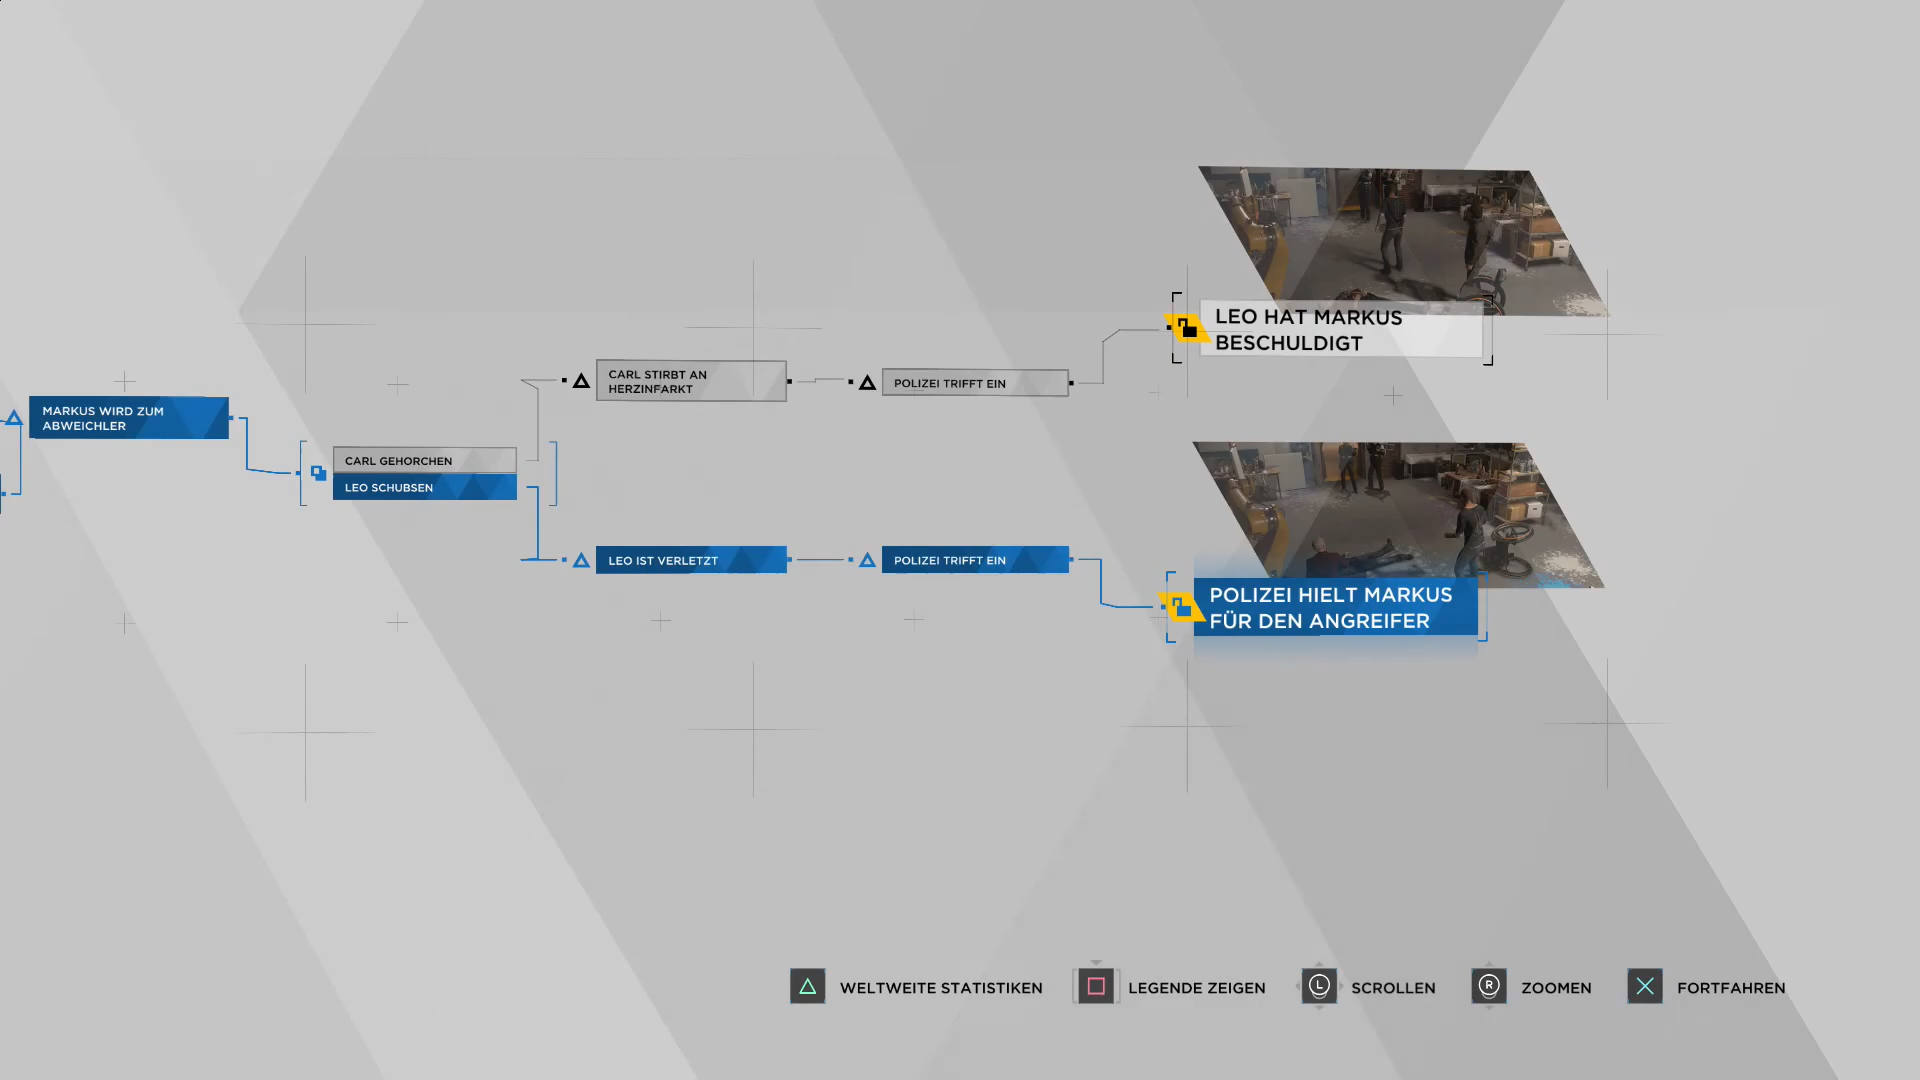 LEO HAT MARKUS
BESCHULDIGT
CARL STIRBT AN
HERZINFARKT
POLIZEI TRIFFT EIN
MARKUS WIRD ZUM
ABWEICHLER
CARL GEHORCHEN
LEO SCHUBSEN
LEO IST VERLETZT
POLIZEI TRIFFT EIN
POLIZEI HIELT MARKUS
FÜR DEN ANGREIFER
WELTWEITE STATISTIKEN
LEGENDE ZEIGEN
L
SCROLLEN
R
ZOOMEN
FORTFAHREN